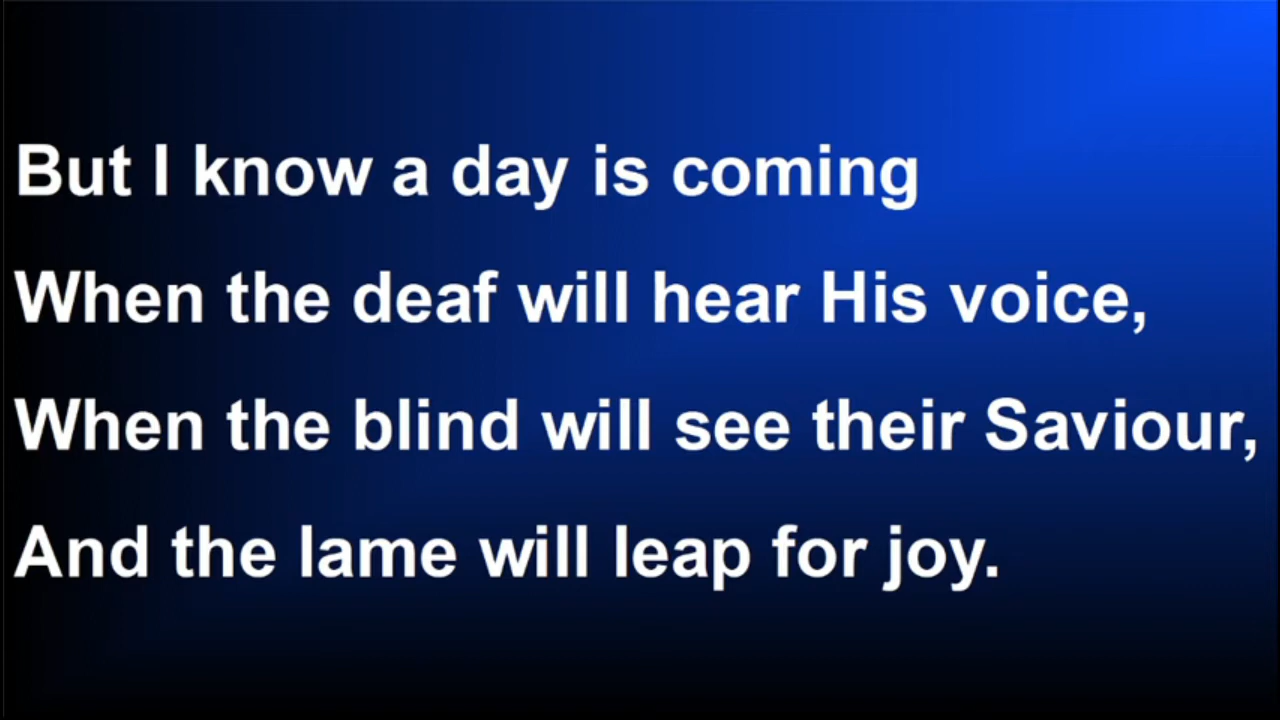 But I know a day is coming
When the deaf will hear His voice,
When the blind will see their Saviour,
And the lame will leap for joy.